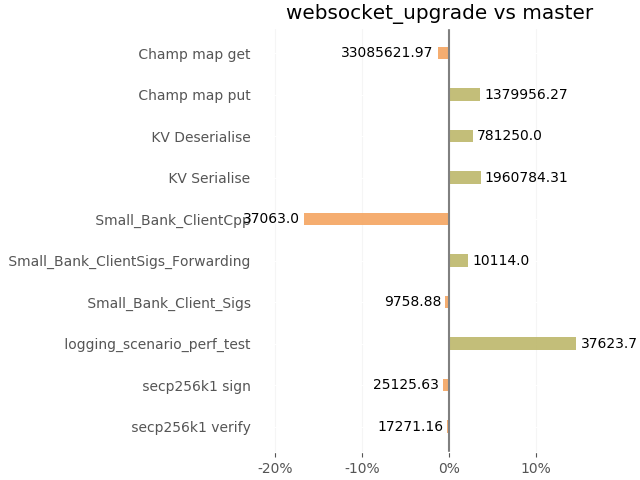 websocket_upgrade vs master
Champ map get 33085621.97
Champ map put 1379956.27
KV Deserialise 781250.0
KV Serialise 1960784.31
Small_Bank_ClientCpp 37063.0
Small_Bank_ClientSigs_Forwarding 10114.0
Small_Bank_Client_Sigs 9758.88
logging_scenario_perf_test 37623.7
secp256k1 sign 25125.63
secp256k1 verify 17271.16
-20% -10% 0% 10%